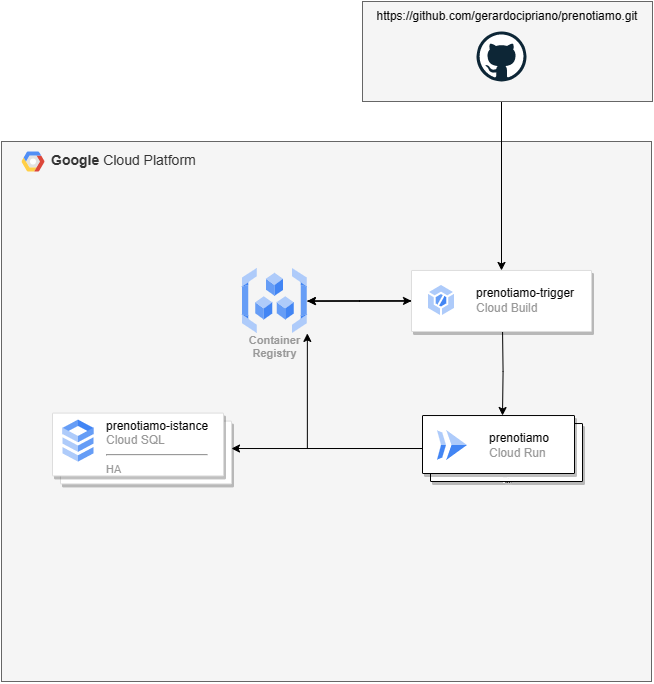 https://github.com/gerardocipriano/prenotiamo.git
Google Cloud Platform
prenotiamo-trigger
Cloud Build
Container
Registry
prenotiamo-istance
Cloud SQL
HA
prenotiamo
Cloud Run